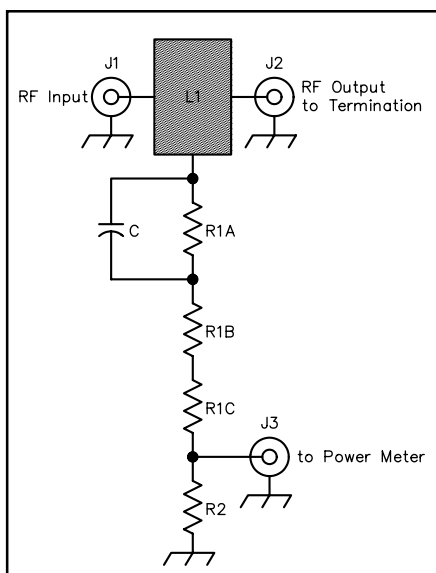 J1
J2
RF Input
L1
RF Output
to Termination
C
R1A
R1B
R1C
J3
to Power Meter
R2